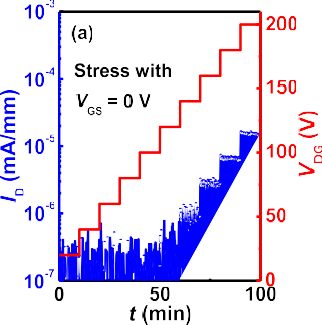 (a)
Stress with
V_GS = 0 V
I_D (mA/mm)
10^-3
10^-4
10^-5
10^-6
10^-7
V_DG (V)
200
150
100
50
0
0 50 100
t (min)